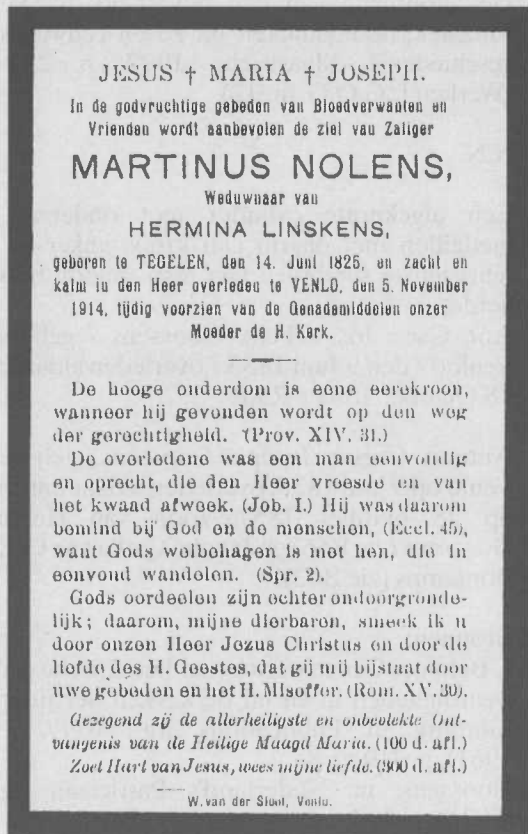 JESUS † MARIA † JOSEPH.
In de godvruchtige gebeden van Bloedverwanten en
Vrienden wordt aanbevolen de ziel van Zaliger
MARTINUS NOLENS,
Weduwnaar van
HERMINA LINSKENS,
geboren te TEGELEN, den 14. Juni 1825, en zacht en
kalm in den Heer overleden te VENLO, den 5. November
1914, tijdig voorzien van de Genademiddelen onzer
Moeder de H. Kerk.
De hooge ouderdom is eene eerekroon,
wanneer hij gevonden wordt op den weg
der gerechtigheid. (Prov. XIV. 31.)
De overledene was een man eenvoudig
en oprecht, die den Heer vreesde en van
het kwaad afweek. (Job. I.) Hij was daarom
bemind bij God en de menschen, (Eccl. 45),
want Gods welbehagen is met hen, die in
eenvoud wandelen. (Spr. 2).
Gods oordeelen zijn echter ondoorgronde-
lijk; daarom, mijne dierbaren, smeek ik u
door onzen Heer Jezus Christus en door de
liefde des H. Geestes, dat gij mij bijstaat door
uwe gebeden en het H. Misoffer. (Rom. XV. 30).
Gezegend zij de allerheiligste en onbevlekte Ont-
vangenis van de Heilige Maagd Maria. (100 d. afl.)
Zoet Hart van Jesus, wees mijne liefde. (300 d. afl.)
W. van der Sloot, Venlo.